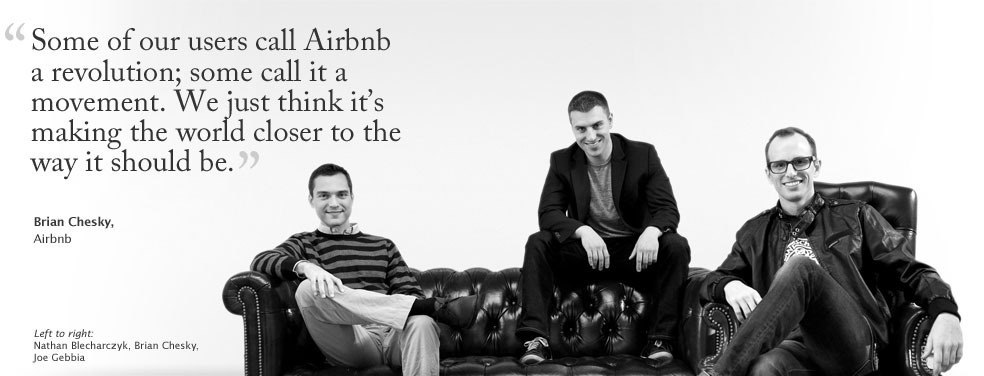 “Some of our users call Airbnb
a revolution; some call it a
movement. We just think it’s
making the world closer to the
way it should be.”
Brian Chesky,
Airbnb
Left to right:
Nathan Blecharczyk, Brian Chesky,
Joe Gebbia